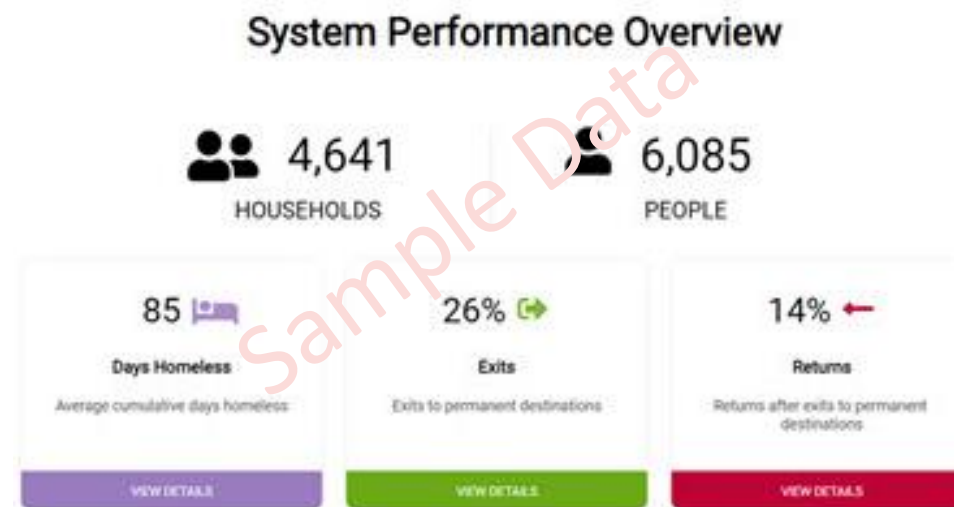 System Performance Overview
4,641
HOUSEHOLDS
6,085
PEOPLE
Sample Data
85
Days Homeless
Average cumulative days homeless
VIEW DETAILS
26%
Exits
Exits to permanent destinations
VIEW DETAILS
14%
Returns
Returns after exits to permanent
destinations
VIEW DETAILS